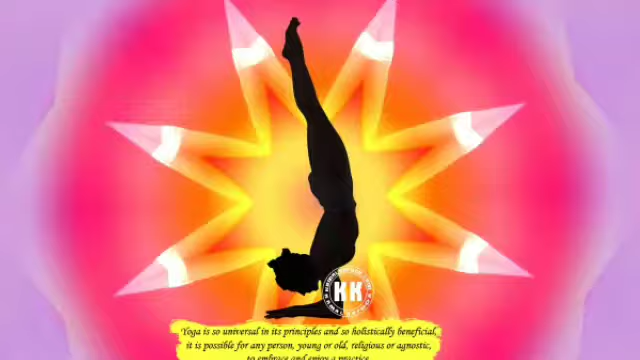 KK
Yoga is so universal in its principles and so holistically beneficial,
it is possible for any person, young or old, religious or agnostic,
to embrace and enjoy a practice